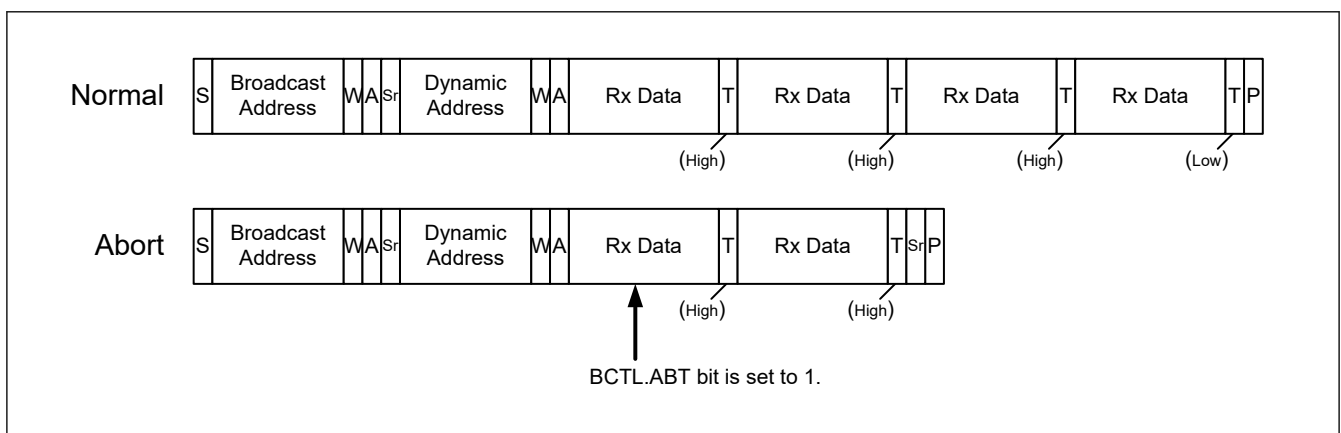 Normal S Broadcast Address W A Sr Dynamic Address W A Rx Data T Rx Data T Rx Data T Rx Data T P
(High) (High) (High) (Low)
Abort S Broadcast Address W A Sr Dynamic Address W A Rx Data T Rx Data T Sr P
(High) (High)
BCTL.ABT bit is set to 1.